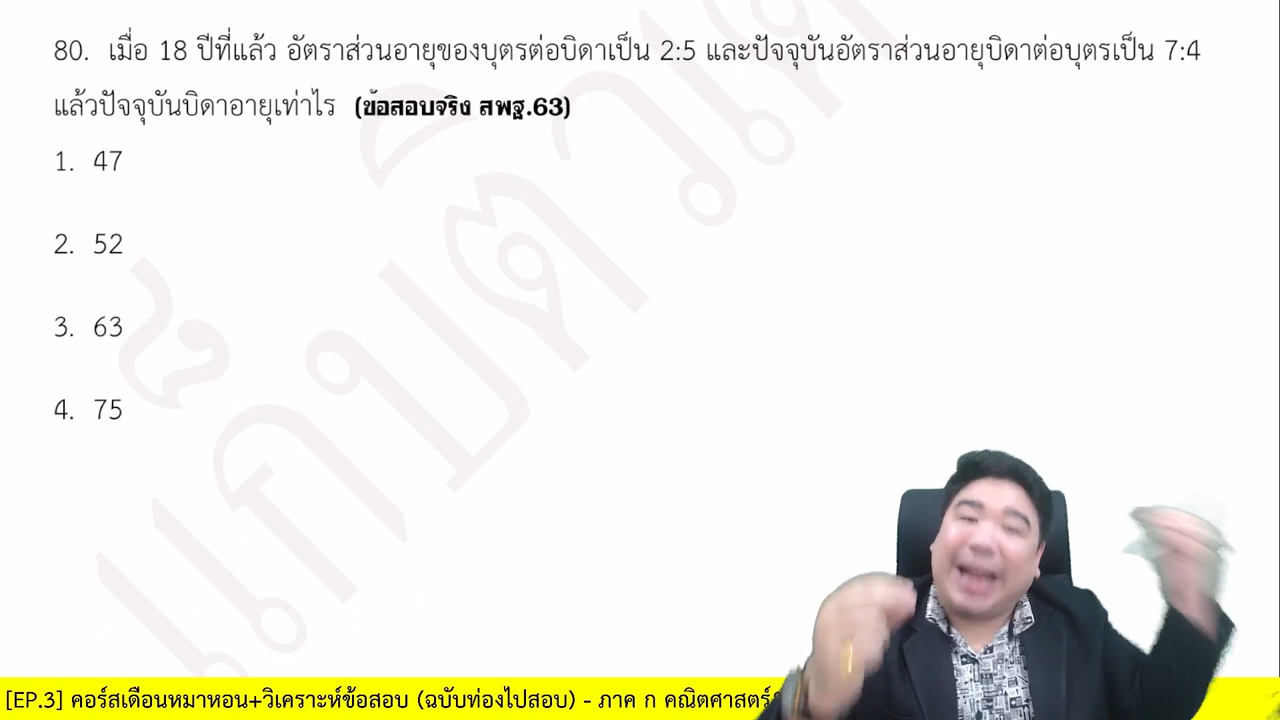 80. เมื่อ 18 ปีที่แล้ว อัตราส่วนอายุของบุตรต่อบิดาเป็น 2:5 และปัจจุบันอัตราส่วนอายุบิดาต่อบุตรเป็น 7:4
แล้วปัจจุบันบิดาอายุเท่าไร (ข้อสอบจริง สพฐ.63)
1. 47
2. 52
3. 63
4. 75
[EP.3] คอร์สเดือนหมาหอน+วิเคราะห์ข้อสอบ (ฉบับท่องไปสอบ) - ภาค ก คณิตศาสตร์